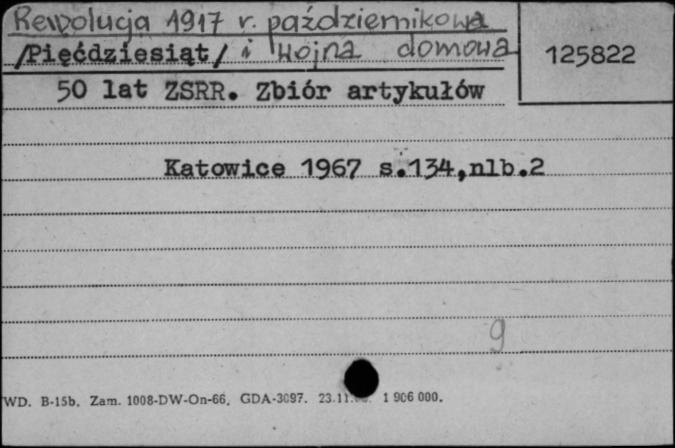 Rewolucja 1917 r. październikowa
/Pięćdziesiąt/ i wojna domowa
125822
50 lat ZSRR. Zbiór artykułów
Katowice 1967 s.134,nlb.2
9
WD. B-15b. Zam. 1008-DW-On-66. GDA-3097. 23.11. 1 906 000.